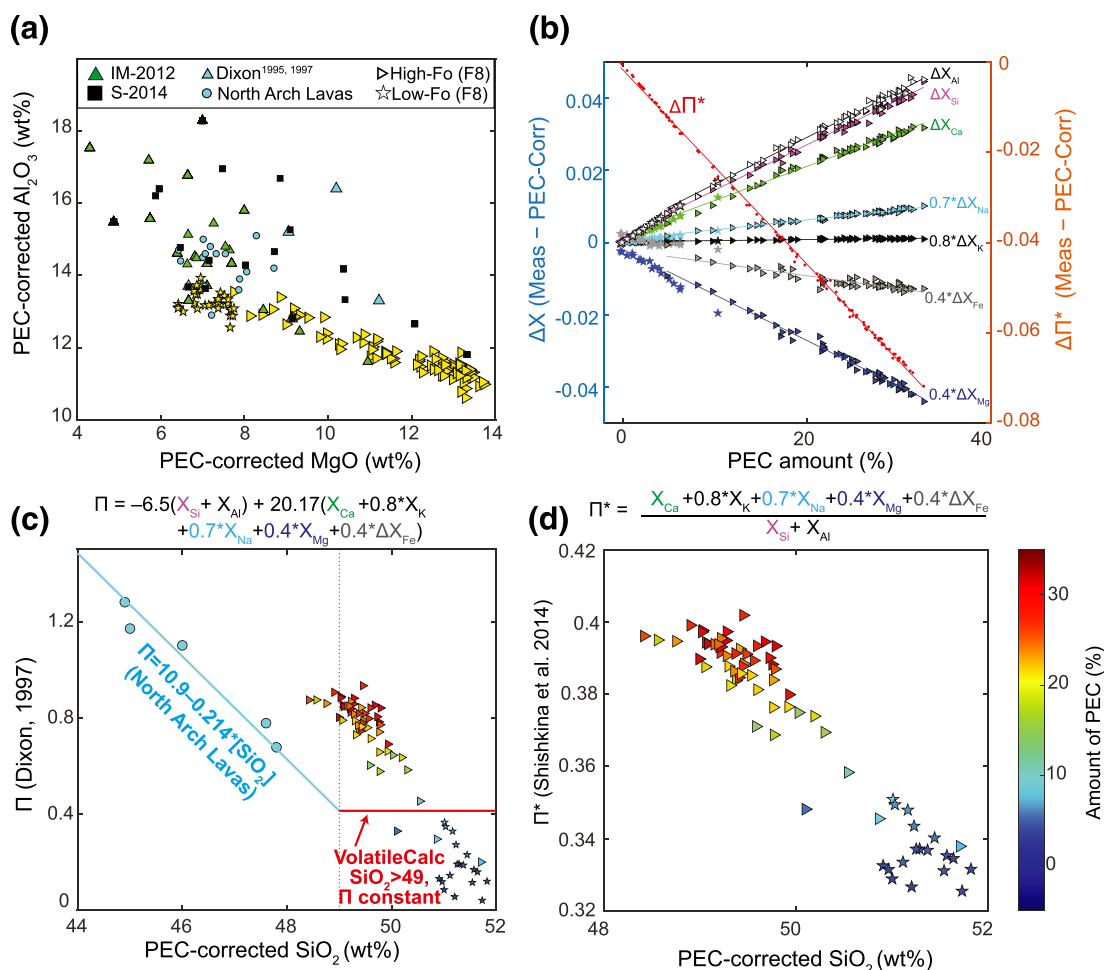 (a)
IM-2012
S-2014
Dixon1995, 1997
North Arch Lavas
High-Fo (F8)
Low-Fo (F8)
18
16
14
12
10
4
6
8
10
12
14
PEC-corrected Al2O3 (wt%)
PEC-corrected MgO (wt%)
(b)
0.04
0.02
0
-0.02
-0.04
ΔX (Meas − PEC-Corr)
ΔΠ*
ΔXAl
ΔXSi
ΔXCa
0.7*ΔXNa
0.8*ΔXK
0.4*ΔXFe
0.4*ΔXMg
0
-0.02
-0.04
-0.06
-0.08
ΔΠ* (Meas − PEC-Corr)
0
20
40
PEC amount (%)
(c)
Π = –6.5(XSi+ XAl) + 20.17(XCa+0.8*XK
+0.7*XNa+0.4*XMg+0.4*ΔXFe)
1.2
0.8
0.4
0
Π (Dixon, 1997)
Π=10.9–0.214*[SiO2]
(North Arch Lavas)
VolatileCalc
SiO2>49,
Π constant
44
46
48
50
52
PEC-corrected SiO2 (wt%)
(d)
Π* =
XCa+0.8*XK+0.7*XNa+0.4*XMg+0.4*ΔXFe
XSi+ XAl
0.42
0.4
0.38
0.36
0.34
0.32
Π* (Shishkina et al. 2014)
48
50
52
PEC-corrected SiO2 (wt%)
30
20
10
0
Amount of PEC (%)